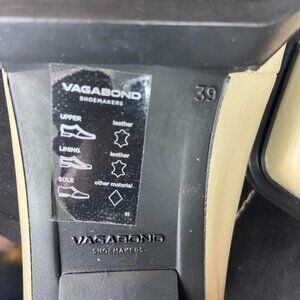 VAGABOND
SHOEMAKERS
39
UPPER
leather
LINING
leather
SOLE
other material
VAGABOND
SHOEMAKERS